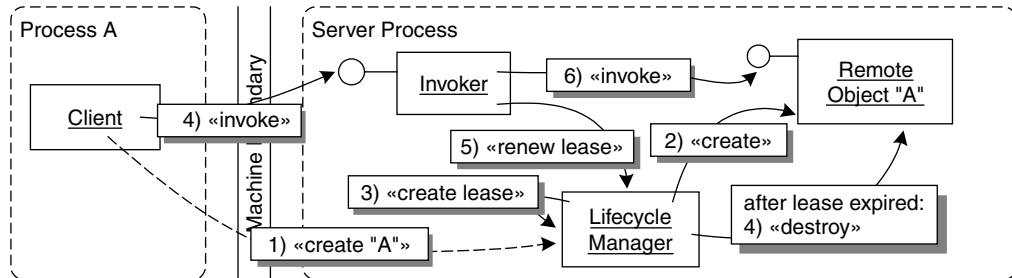 Process A
Server Process
Machine
ndary
Client
4) «invoke»
Invoker
6) «invoke»
Remote
Object "A"
5) «renew lease»
2) «create»
3) «create lease»
Lifecycle
Manager
after lease expired:
4) «destroy»
1) «create "A"»